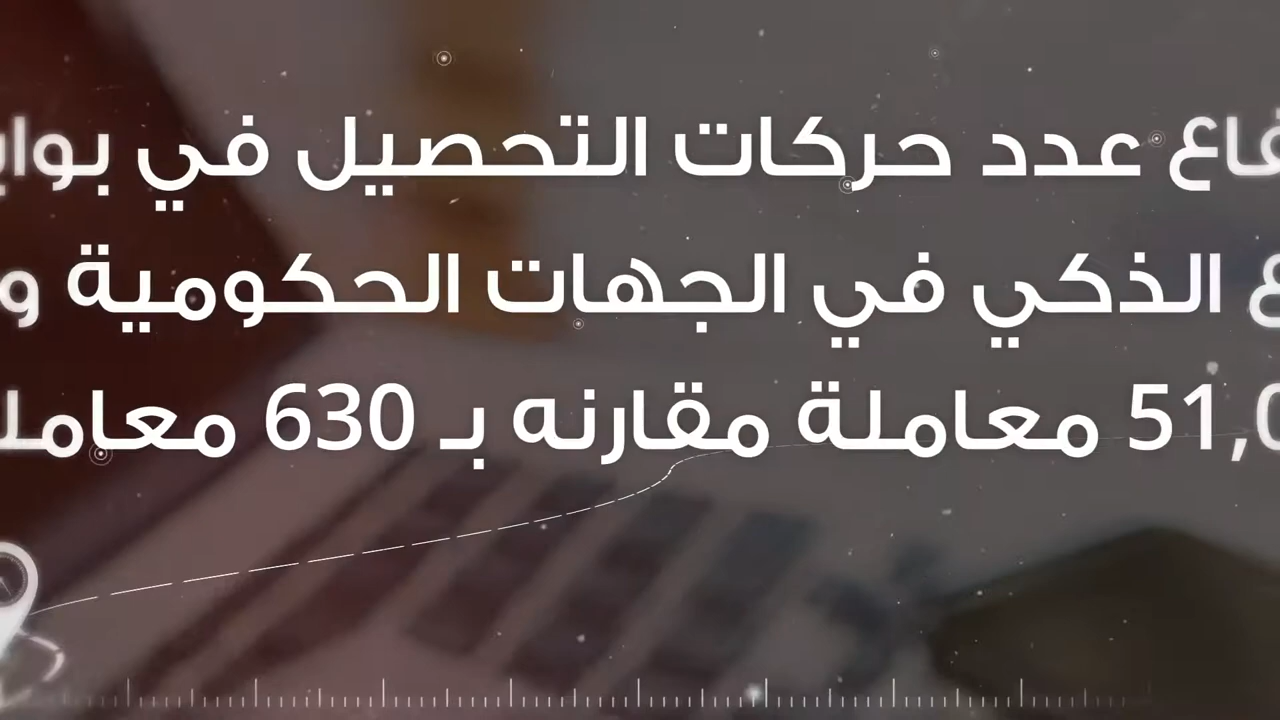 عدد حركات التحصيل في
الذكي في الجهات الحكومية
معاملة مقارنه بـ 630